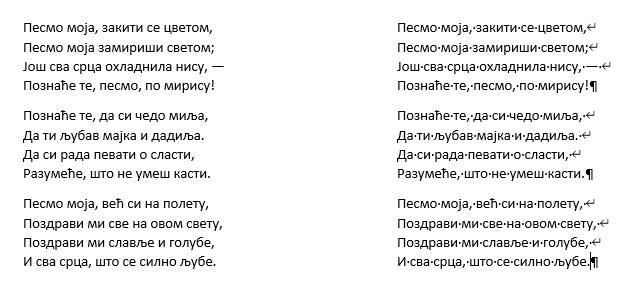 Песмо моја, закити се цветом,
Песмо моја замириши светом;
Још сва срца охладнила нису, —
Познаће те, песмо, по мирису!
Познаће те, да си чедо миља,
Да ти љубав мајка и дадиља.
Да си рада певати о сласти,
Разумеће, што не умеш касти.
Песмо моја, већ си на полету,
Поздрави ми све на овом свету,
Поздрави ми славље и голубе,
И сва срца, што се силно љубе.
Песмо·моја,·закити·се·цветом,↵
Песмо·моја·замириши·светом;↵
Још·сва·срца·охладнила·нису,·—·↵
Познаће·те,·песмо,·по·мирису!¶
Познаће·те,·да·си·чедо·миља,·↵
Да·ти·љубав·мајка·и·дадиља.·↵
Да·си·рада·певати·о·сласти,·↵
Разумеће,·што·не·умеш·касти.¶
Песмо·моја,·већ·си·на·полету,·↵
Поздрави·ми·све·на·овом·свету,·↵
Поздрави·ми·славље·и·голубе,·↵
И·сва·срца,·што·се·силно·љубе.¶